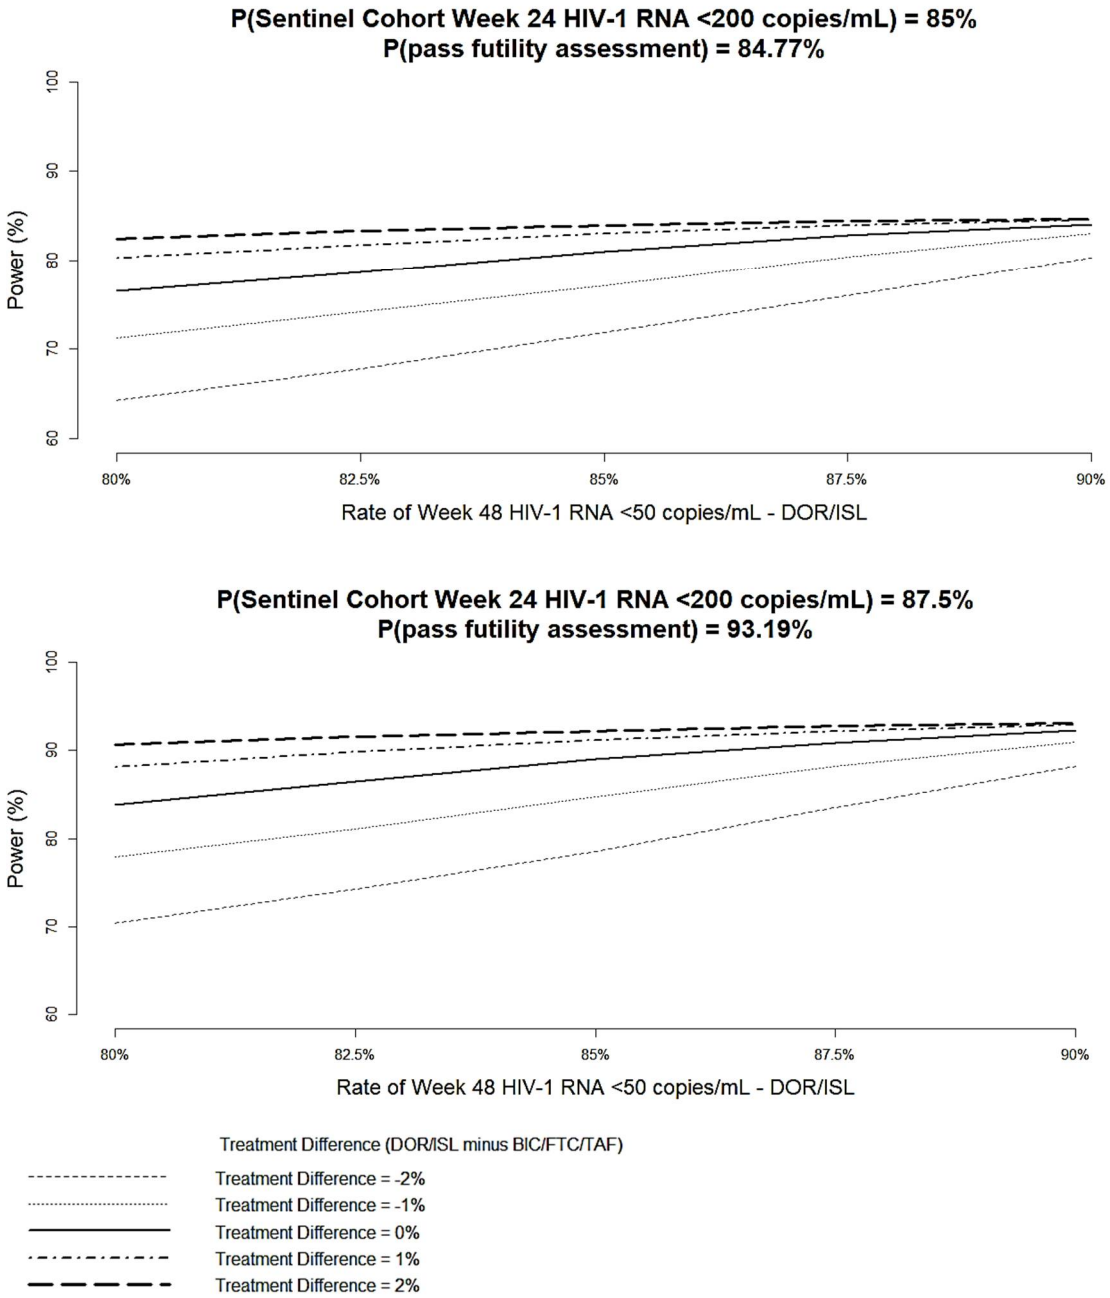 P(Sentinel Cohort Week 24 HIV-1 RNA <200 copies/mL) = 85%
P(pass futility assessment) = 84.77%
100
90
80
70
60
Power (%)
80% 82.5% 85% 87.5% 90%
Rate of Week 48 HIV-1 RNA <50 copies/mL - DOR/ISL
P(Sentinel Cohort Week 24 HIV-1 RNA <200 copies/mL) = 87.5%
P(pass futility assessment) = 93.19%
100
90
80
70
60
Power (%)
80% 82.5% 85% 87.5% 90%
Rate of Week 48 HIV-1 RNA <50 copies/mL - DOR/ISL
Treatment Difference (DOR/ISL minus BIC/FTC/TAF)
Treatment Difference = -2%
Treatment Difference = -1%
Treatment Difference = 0%
Treatment Difference = 1%
Treatment Difference = 2%